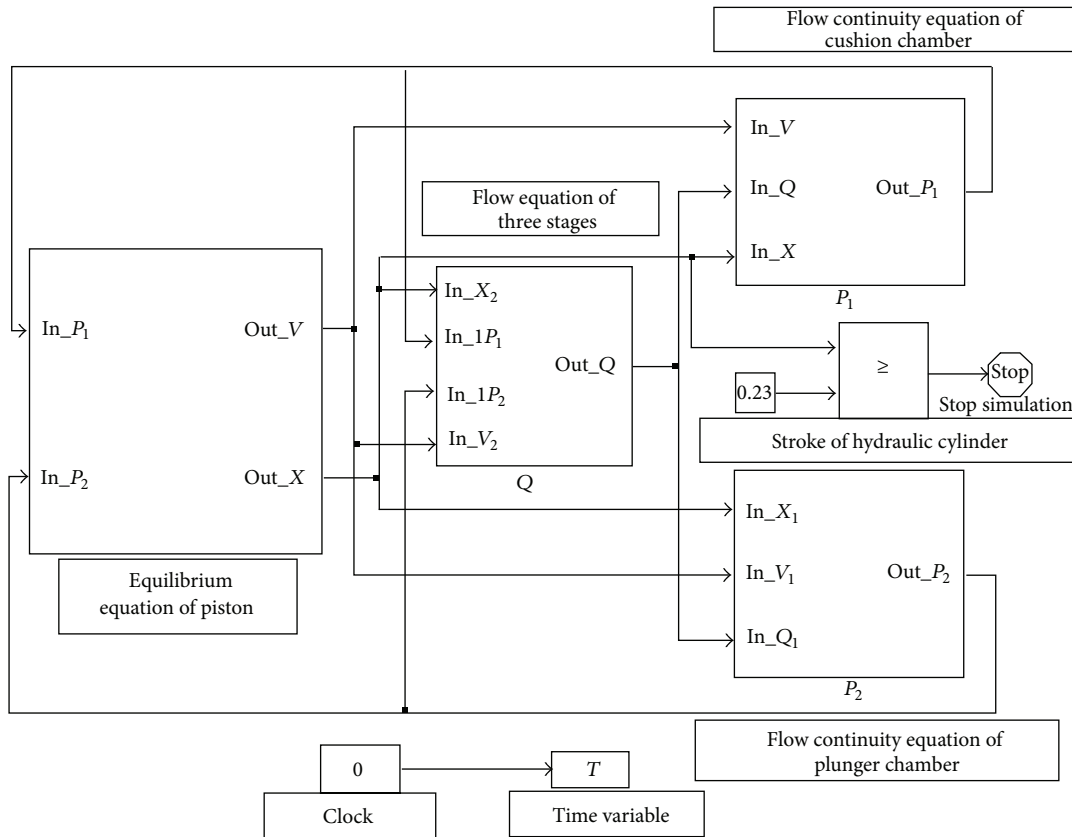 Flow continuity equation of
cushion chamber
In_V
In_Q
In_X
Out_P₁
P₁
Flow equation of
three stages
In_P₁
In_P₂
Out_V
Out_X
Equilibrium
equation of piston
In_X₂
In_1P₁
In_1P₂
In_V₂
Out_Q
Q
≥
0.23
Stop
Stop simulation
Stroke of hydraulic cylinder
In_X₁
In_V₁
In_Q₁
Out_P₂
P₂
Flow continuity equation of
plunger chamber
0
T
Clock
Time variable